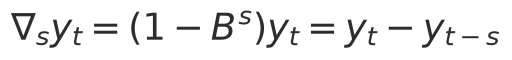 ∇ₛyₜ = (1 − Bˢ)yₜ = yₜ − yₜ₋ₛ